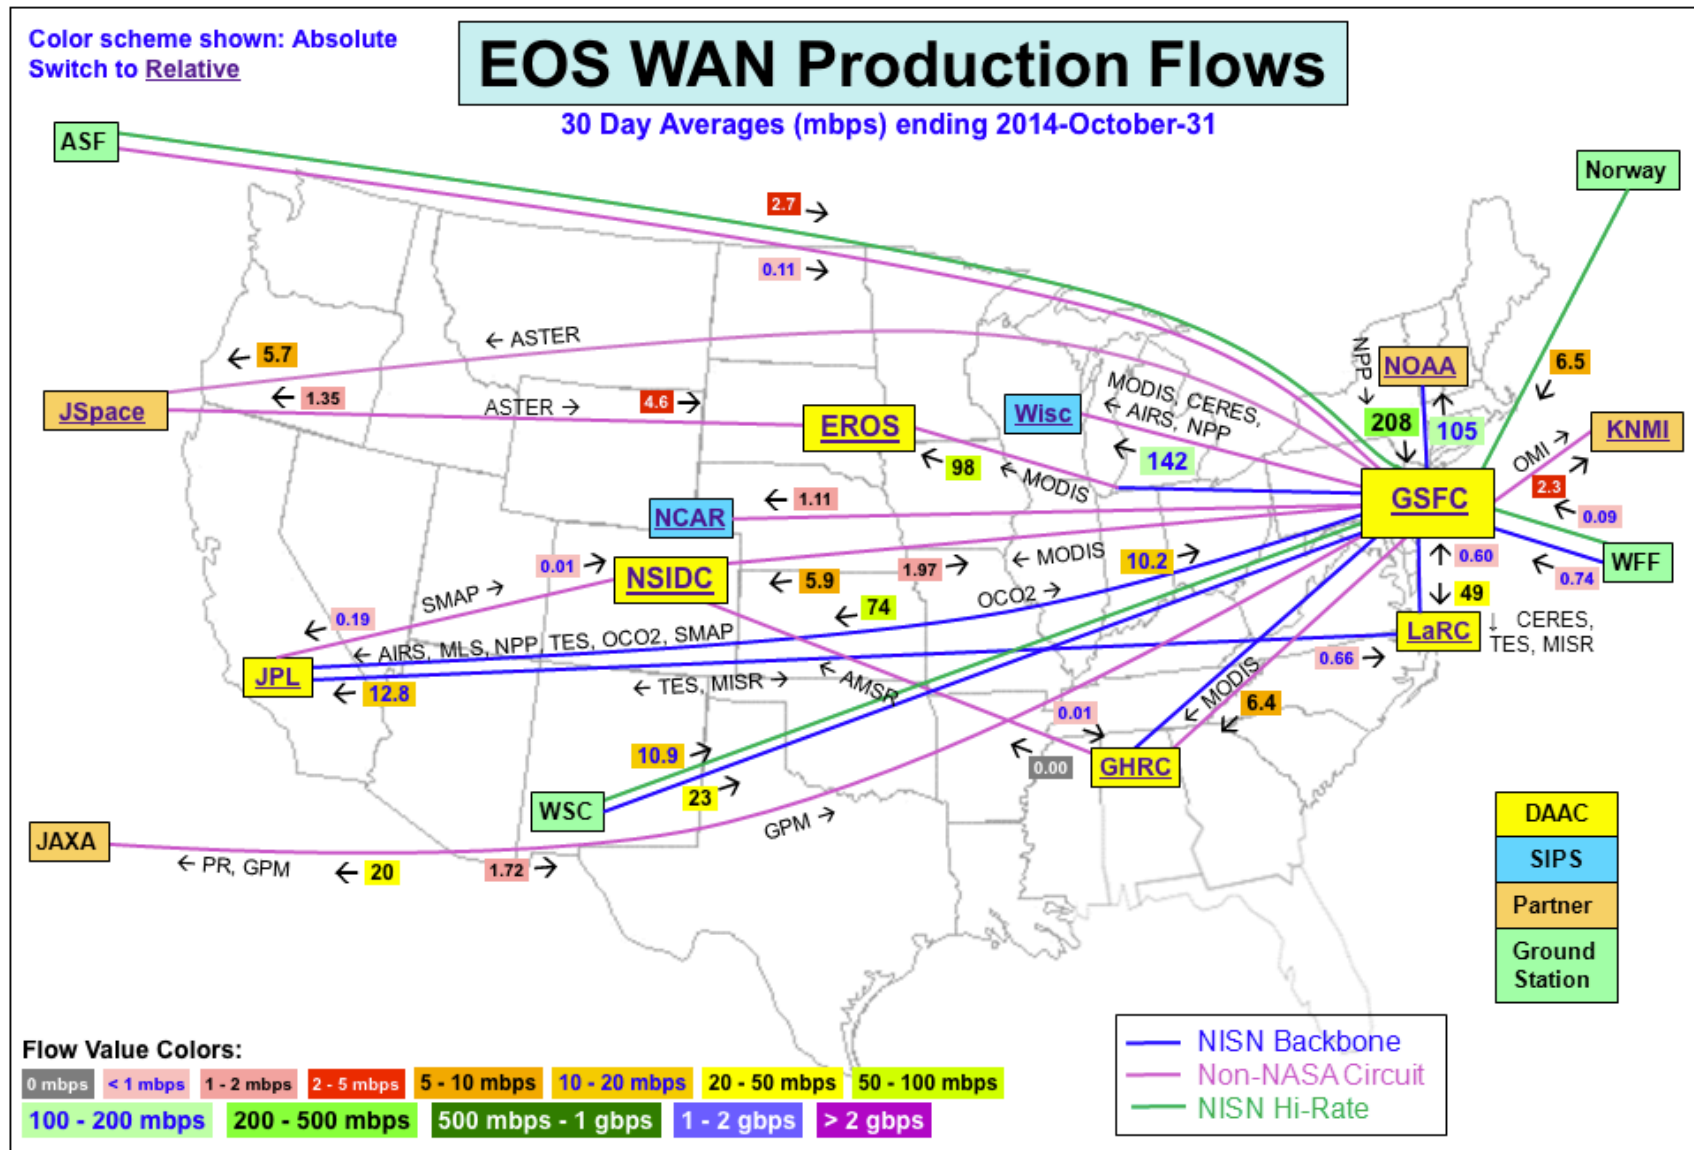 Color scheme shown: Absolute
Switch to Relative
EOS WAN Production Flows
30 Day Averages (mbps) ending 2014-October-31
ASF
Norway
2.7 →
0.11 →
← ASTER
← 5.7
← 1.35
JSpace
ASTER →
4.6 →
EROS
← 98
Wisc
MODIS, CERES,
← AIRS, NPP
← 142
← MODIS
NPP →
NOAA
208
105
6.5
OMI →
KNMI
2.3
GSFC
← 0.09
WFF
← 0.74
0.60
49
NCAR
← 1.11
← MODIS
10.2 →
0.01 →
NSIDC
← 5.9
1.97 →
← 74
OCO2 →
SMAP →
← 0.19
← AIRS, MLS, NPP, TES, OCO2, SMAP
JPL
← 12.8
← TES, MISR →
← AMSR
LaRC
↓ CERES,
TES, MISR
0.66 →
← MODIS
6.4
0.01
0.00
GHRC
10.9 →
23 →
WSC
GPM →
JAXA
← PR, GPM
← 20
1.72 →
DAAC
SIPS
Partner
Ground
Station
NISN Backbone
Non-NASA Circuit
NISN Hi-Rate
Flow Value Colors:
0 mbps < 1 mbps 1 - 2 mbps 2 - 5 mbps 5 - 10 mbps 10 - 20 mbps 20 - 50 mbps 50 - 100 mbps
100 - 200 mbps 200 - 500 mbps 500 mbps - 1 gbps 1 - 2 gbps > 2 gbps